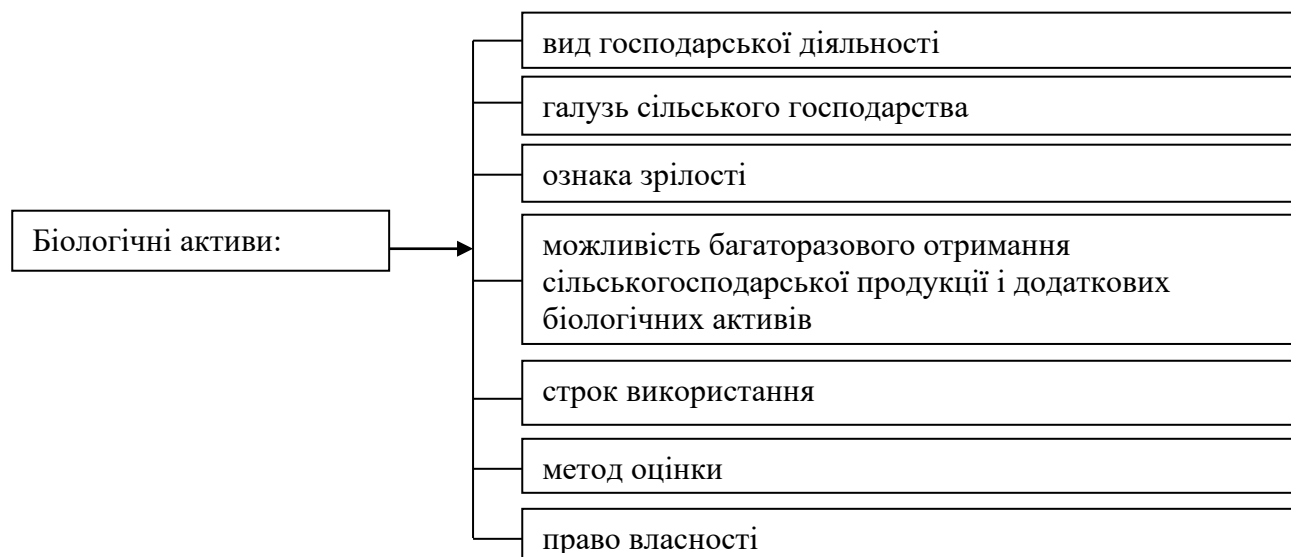 вид господарської діяльності
галузь сільського господарства
ознака зрілості
Біологічні активи:
можливість багаторазового отримання
сільськогосподарської продукції і додаткових
біологічних активів
строк використання
метод оцінки
право власності